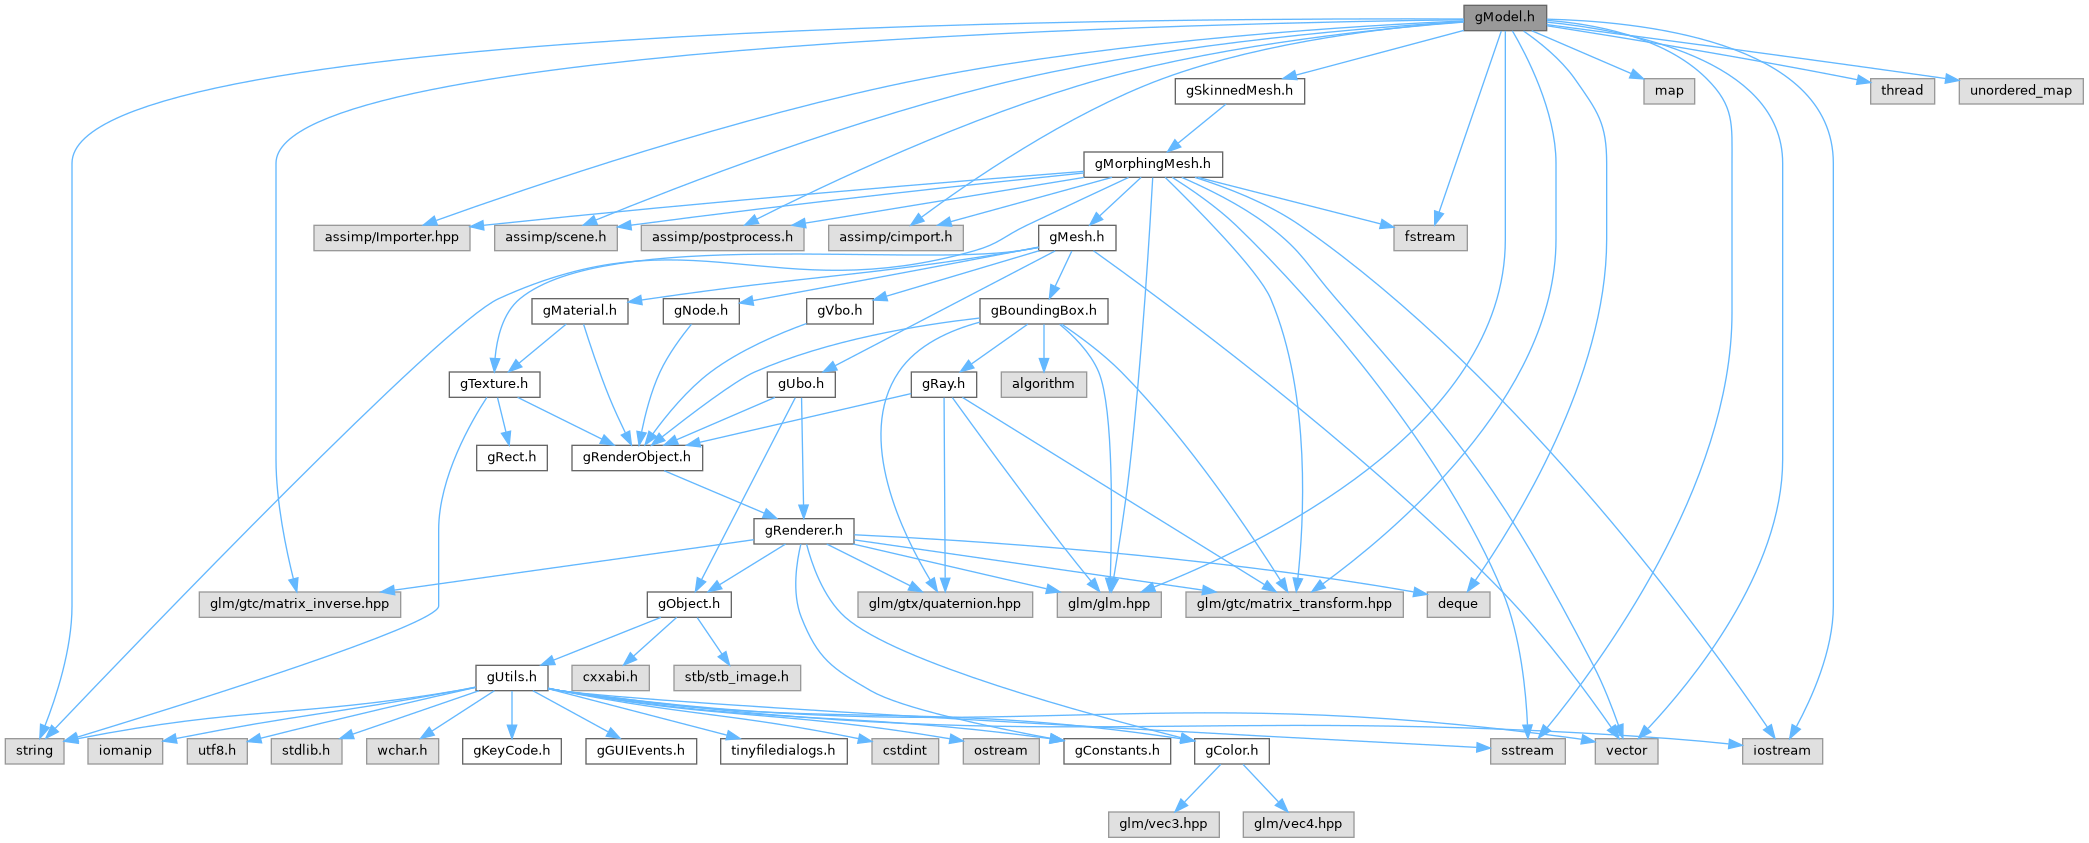 gModel.h
gSkinnedMesh.h
map
thread
unordered_map
gMorphingMesh.h
assimp/Importer.hpp
assimp/scene.h
assimp/postprocess.h
assimp/cimport.h
gMesh.h
fstream
gMaterial.h
gNode.h
gVbo.h
gBoundingBox.h
gTexture.h
gUbo.h
gRay.h
algorithm
gRect.h
gRenderObject.h
gRenderer.h
glm/gtc/matrix_inverse.hpp
gObject.h
glm/gtx/quaternion.hpp
glm/glm.hpp
glm/gtc/matrix_transform.hpp
deque
gUtils.h
cxxabi.h
stb/stb_image.h
string
iomanip
utf8.h
stdlib.h
wchar.h
gKeyCode.h
gGUIEvents.h
tinyfiledialogs.h
cstdint
ostream
gConstants.h
gColor.h
sstream
vector
iostream
glm/vec3.hpp
glm/vec4.hpp